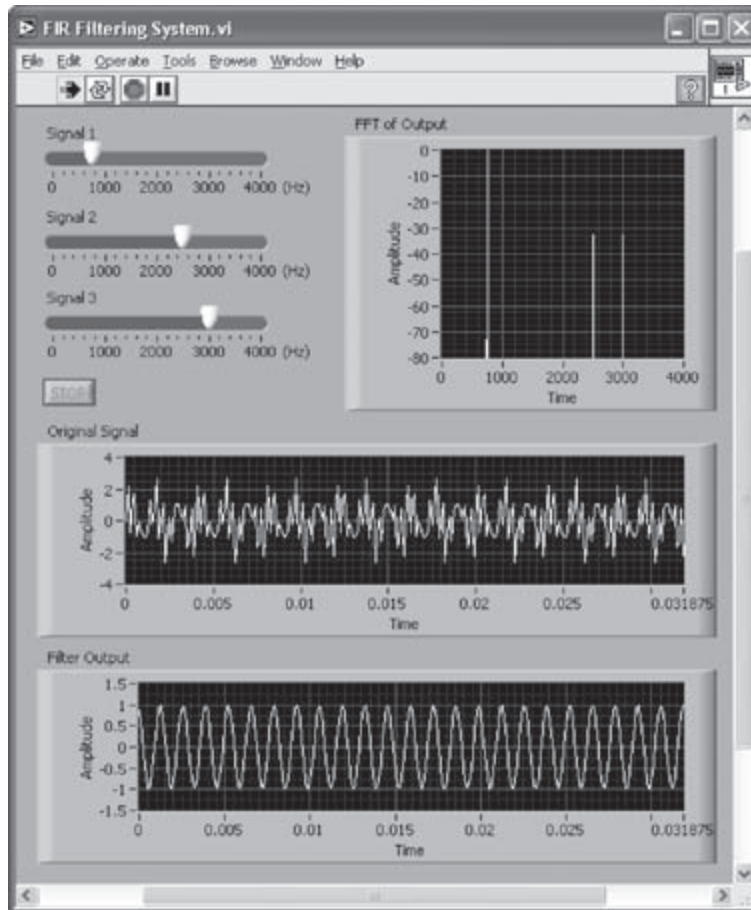 FIR Filtering System.vi
File Edit Operate Tools Browse Window Help
Signal 1
0 1000 2000 3000 4000 (Hz)
Signal 2
0 1000 2000 3000 4000 (Hz)
Signal 3
0 1000 2000 3000 4000 (Hz)
STOP
FFT of Output
Amplitude
0
-10
-20
-30
-40
-50
-60
-70
-80
0 1000 2000 3000 4000
Time
Original Signal
Amplitude
4
2
0
-2
-4
0 0.005 0.01 0.015 0.02 0.025 0.031875
Time
Filter Output
Amplitude
1.5
1
0.5
0
-0.5
-1
-1.5
0 0.005 0.01 0.015 0.02 0.025 0.031875
Time